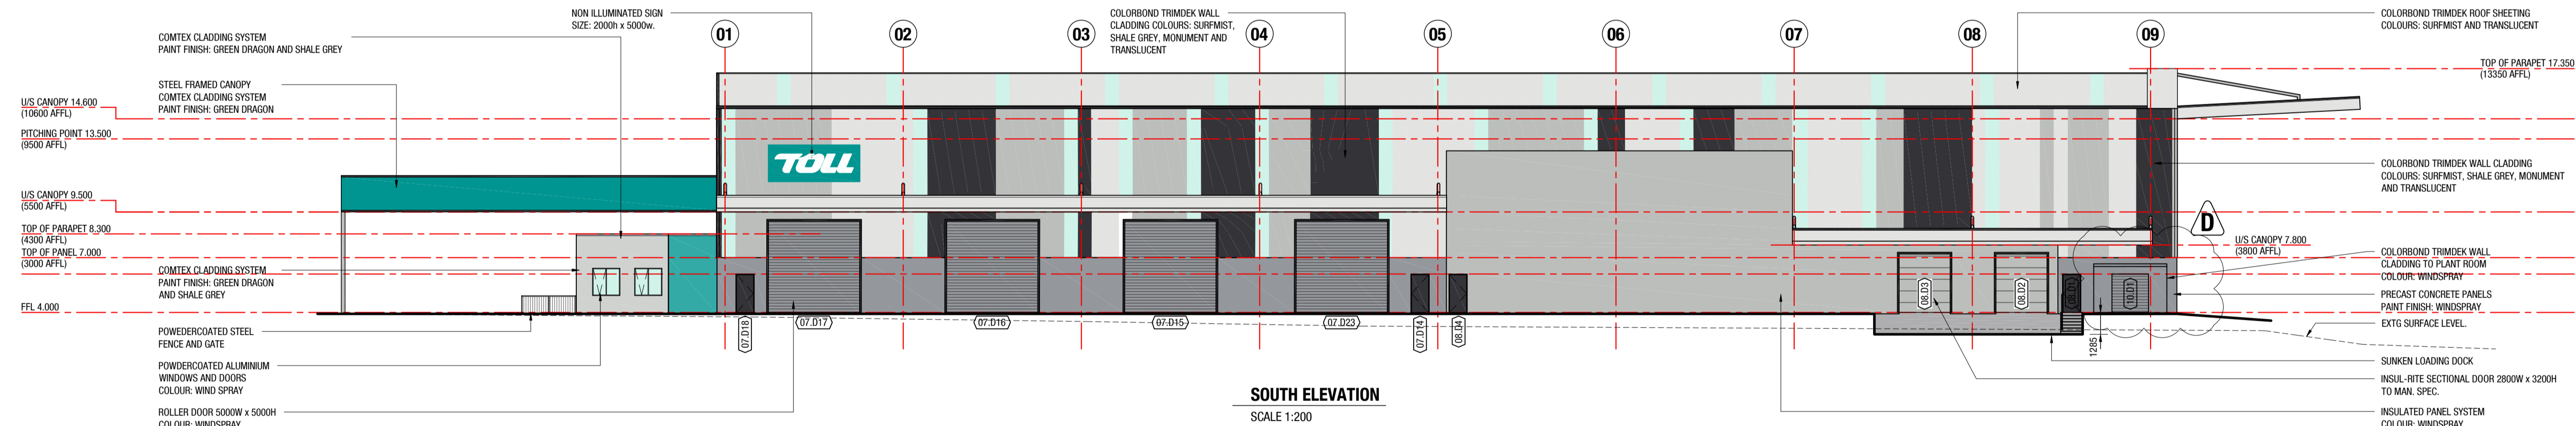 NON ILLUMINATED SIGN
SIZE: 2000h x 5000w.
COLORBOND TRIMDEK WALL
CLADDING COLOURS: SURFMIST,
SHALE GREY, MONUMENT AND
TRANSLUCENT
COLORBOND TRIMDEK ROOF SHEETING
COLOURS: SURFMIST AND TRANSLUCENT
COMTEX CLADDING SYSTEM
PAINT FINISH: GREEN DRAGON AND SHALE GREY
01
02
03
04
05
06
07
08
09
TOP OF PARAPET 17.350
(13350 AFFL)
STEEL FRAMED CANOPY
COMTEX CLADDING SYSTEM
PAINT FINISH: GREEN DRAGON
U/S CANOPY 14.600
(10600 AFFL)
PITCHING POINT 13.500
(9500 AFFL)
TOLL
COLORBOND TRIMDEK WALL CLADDING
COLOURS: SURFMIST, SHALE GREY, MONUMENT
AND TRANSLUCENT
U/S CANOPY 9.500
(5500 AFFL)
TOP OF PARAPET 8.300
(4300 AFFL)
TOP OF PANEL 7.000
(3000 AFFL)
D
U/S CANOPY 7.800
(3800 AFFL)
COLORBOND TRIMDEK WALL
CLADDING TO PLANT ROOM
COLOUR: WINDSPRAY
COMTEX CLADDING SYSTEM
PAINT FINISH: GREEN DRAGON
AND SHALE GREY
PRECAST CONCRETE PANELS
PAINT FINISH: WINDSPRAY
FFL 4.000
08.D3
08.D2
08.D1
10.D1
07.D18
07.D17
07.D16
07.D15
07.D23
07.D14
08.D4
EXTG SURFACE LEVEL.
POWEDERCOATED STEEL
FENCE AND GATE
1285
SUNKEN LOADING DOCK
POWDERCOATED ALUMINIUM
WINDOWS AND DOORS
COLOUR: WIND SPRAY
INSUL-RITE SECTIONAL DOOR 2800W x 3200H
TO MAN. SPEC.
SOUTH ELEVATION
SCALE 1:200
ROLLER DOOR 5000W x 5000H
COLOUR: WINDSPRAY
INSULATED PANEL SYSTEM
COLOUR: WINDSPRAY